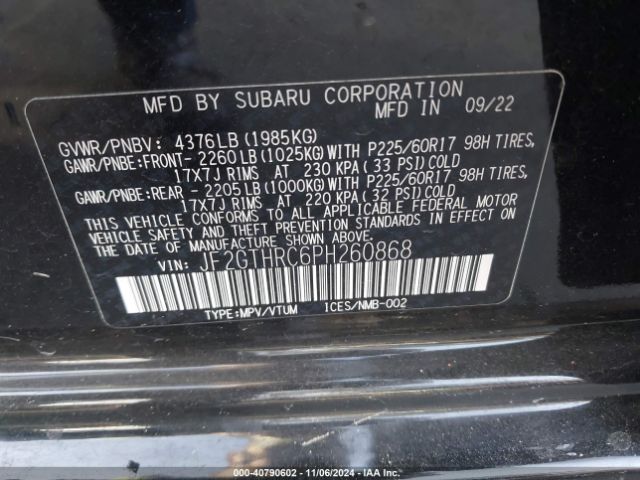 MFD BY SUBARU CORPORATION
MFD IN 09/22
GVWR/PNBV: 4376LB (1985KG)
GAWR/PNBE:FRONT- 2260LB(1025KG)WITH P225/60R17 98H TIRES,
17X7J RIMS AT 230 KPA (33 PSI)COLD
GAWR/PNBE:REAR - 2205LB(1000KG)WITH P225/60R17 98H TIRES,
17X7J RIMS AT 220 KPA (32 PSI)COLD
THIS VEHICLE CONFORMS TO ALL APPLICABLE FEDERAL MOTOR
VEHICLE SAFETY AND THEFT PREVENTION STANDARDS IN EFFECT
ON THE DATE OF MANUFACTURE SHOWN ABOVE.
VIN: JF2GTHRC6PH260868
TYPE:MPV/VTUM ICES/NMB-002
000-40790602 - 11/06/2024 - IAA Inc.